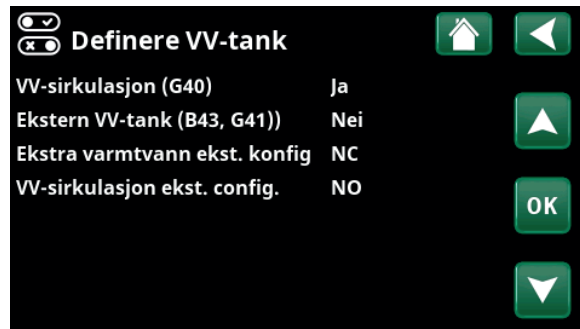 Definere VV-tank
VV-sirkulasjon (G40) Ja
Ekstern VV-tank (B43, G41)) Nei
Ekstra varmtvann ekst. konfig NC
VV-sirkulasjon ekst. config. NO
OK